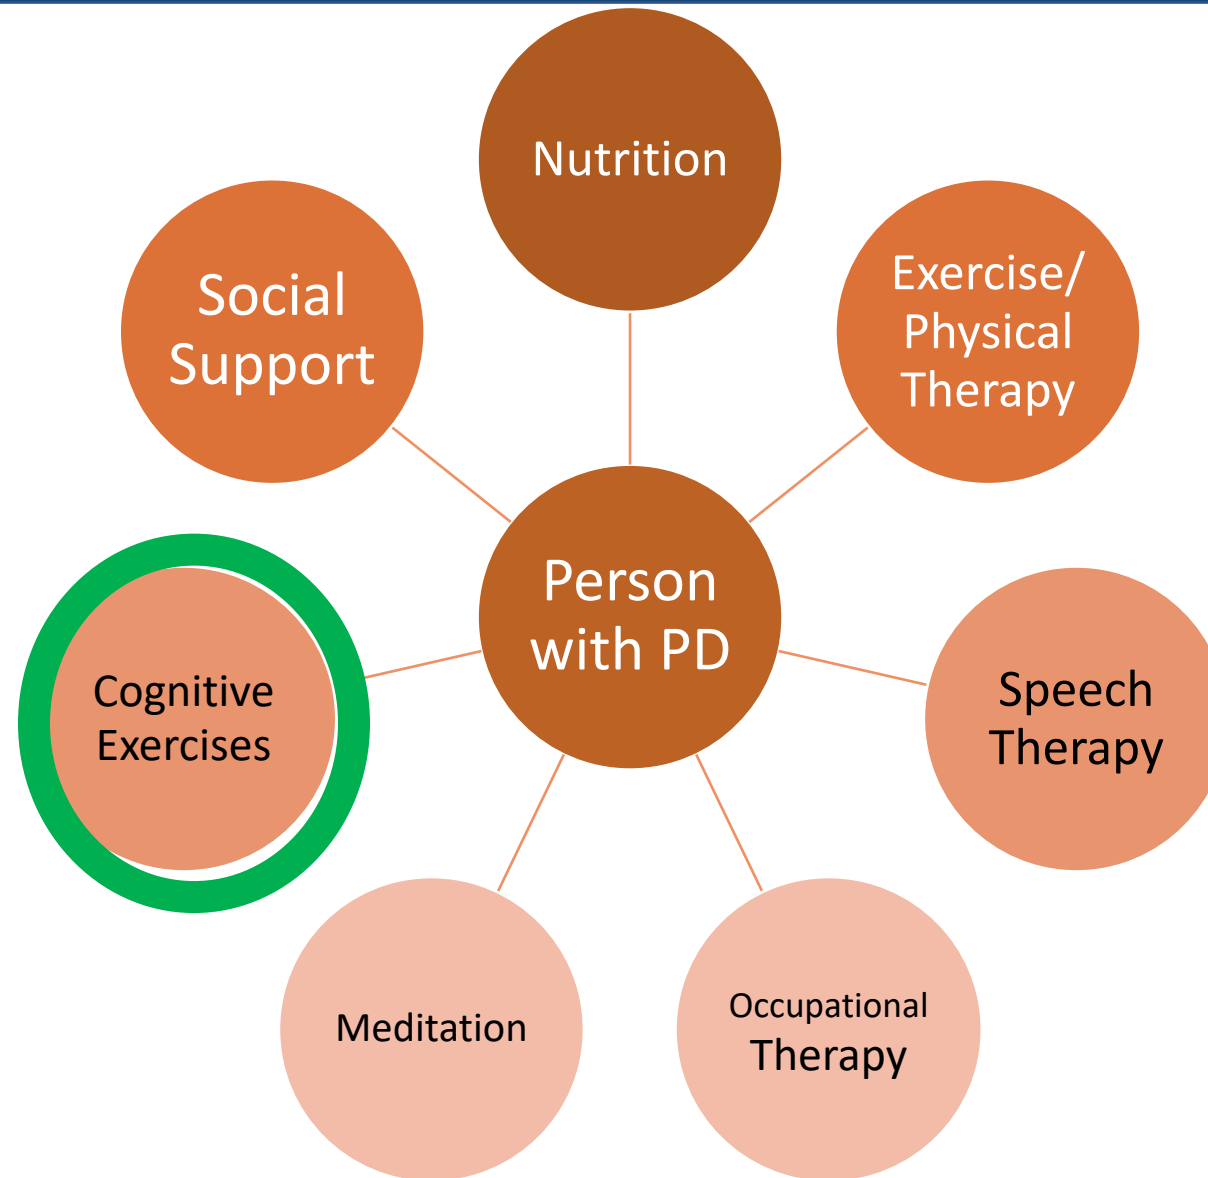 Nutrition
Exercise/
Physical
Therapy
Social
Support
Person
with PD
Speech
Therapy
Cognitive
Exercises
Occupational
Therapy
Meditation